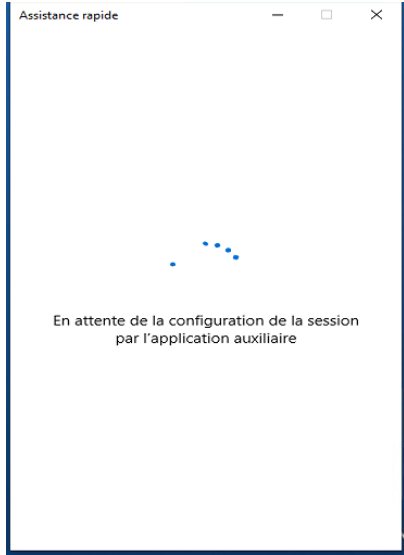 Assistance rapide
En attente de la configuration de la session
par l'application auxiliaire